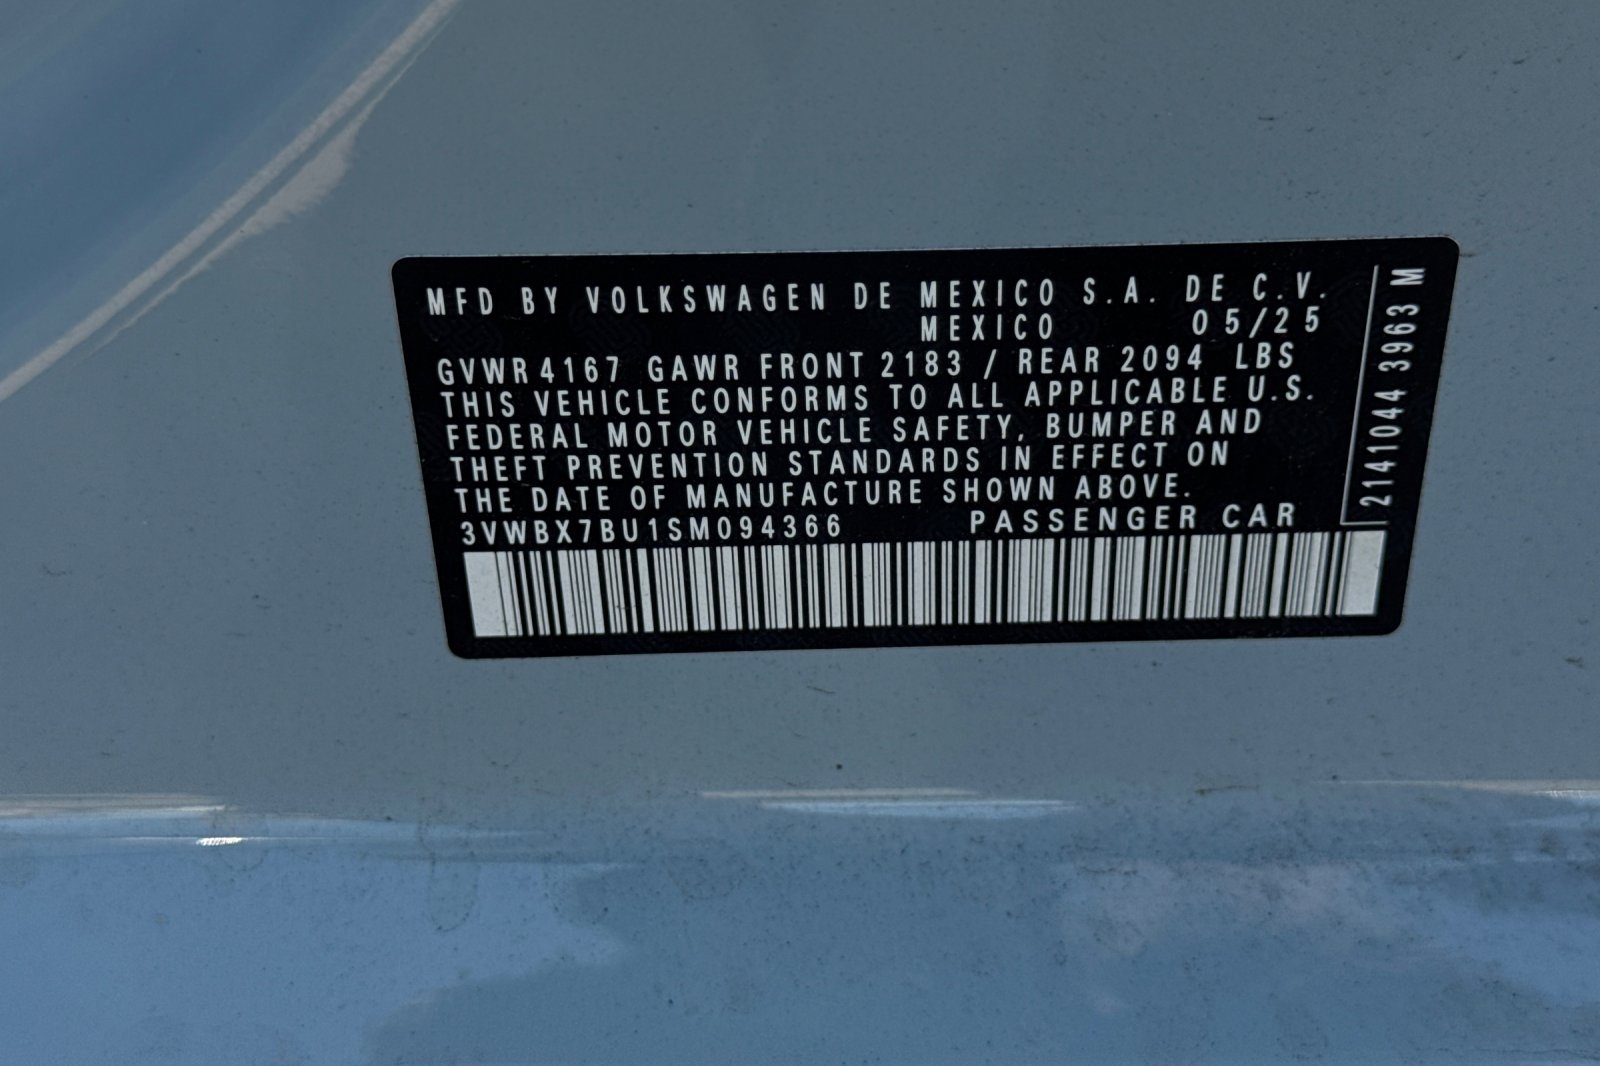 MFD BY VOLKSWAGEN DE MEXICO S.A. DE C.V.
MEXICO 05/25
GVWR 4167 GAWR FRONT 2183 / REAR 2094 LBS
THIS VEHICLE CONFORMS TO ALL APPLICABLE U.S.
FEDERAL MOTOR VEHICLE SAFETY, BUMPER AND
THEFT PREVENTION STANDARDS IN EFFECT ON
THE DATE OF MANUFACTURE SHOWN ABOVE.
3VWBX7BU1SM094366 PASSENGER CAR
2141044 3963 M